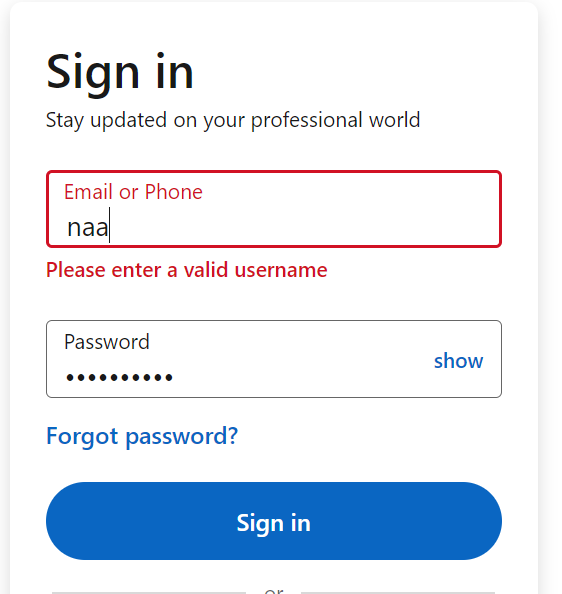 Sign in
Stay updated on your professional world
Email or Phone
naa
Please enter a valid username
Password
••••••••••
show
Forgot password?
Sign in
or